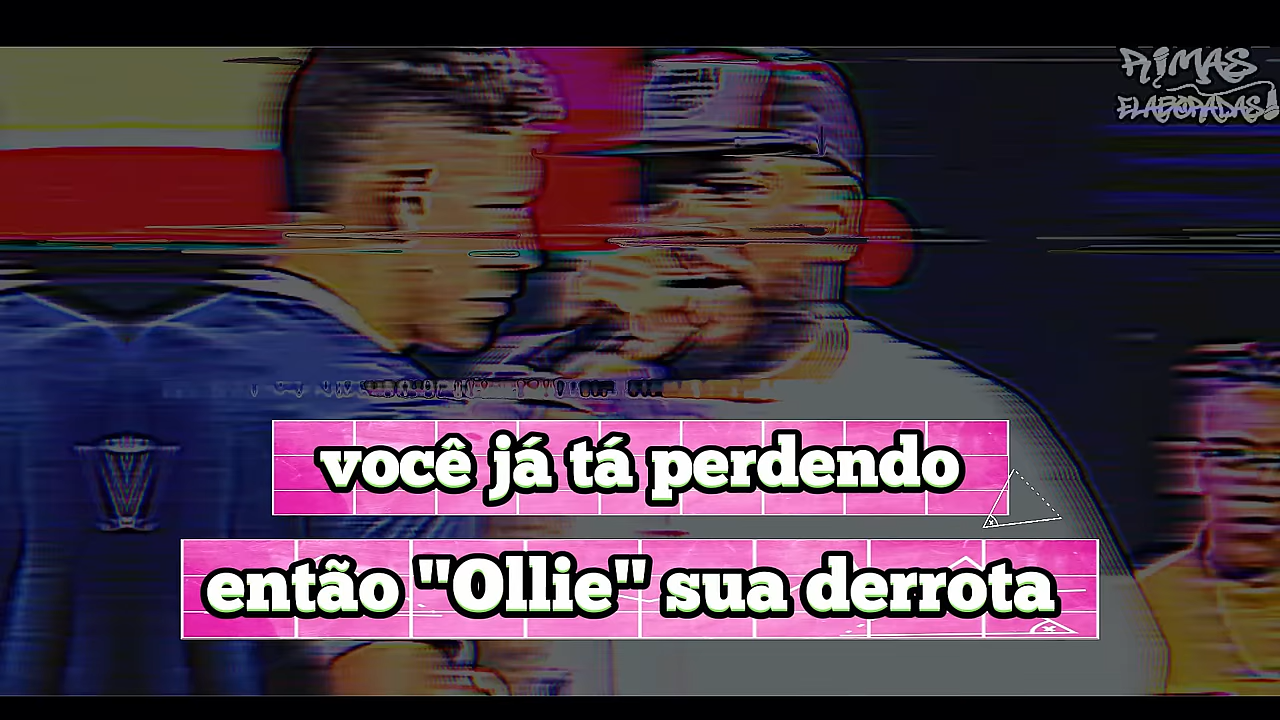 RIMAS
ELABORADAS!
você já tá perdendo
então "Ollie" sua derrota